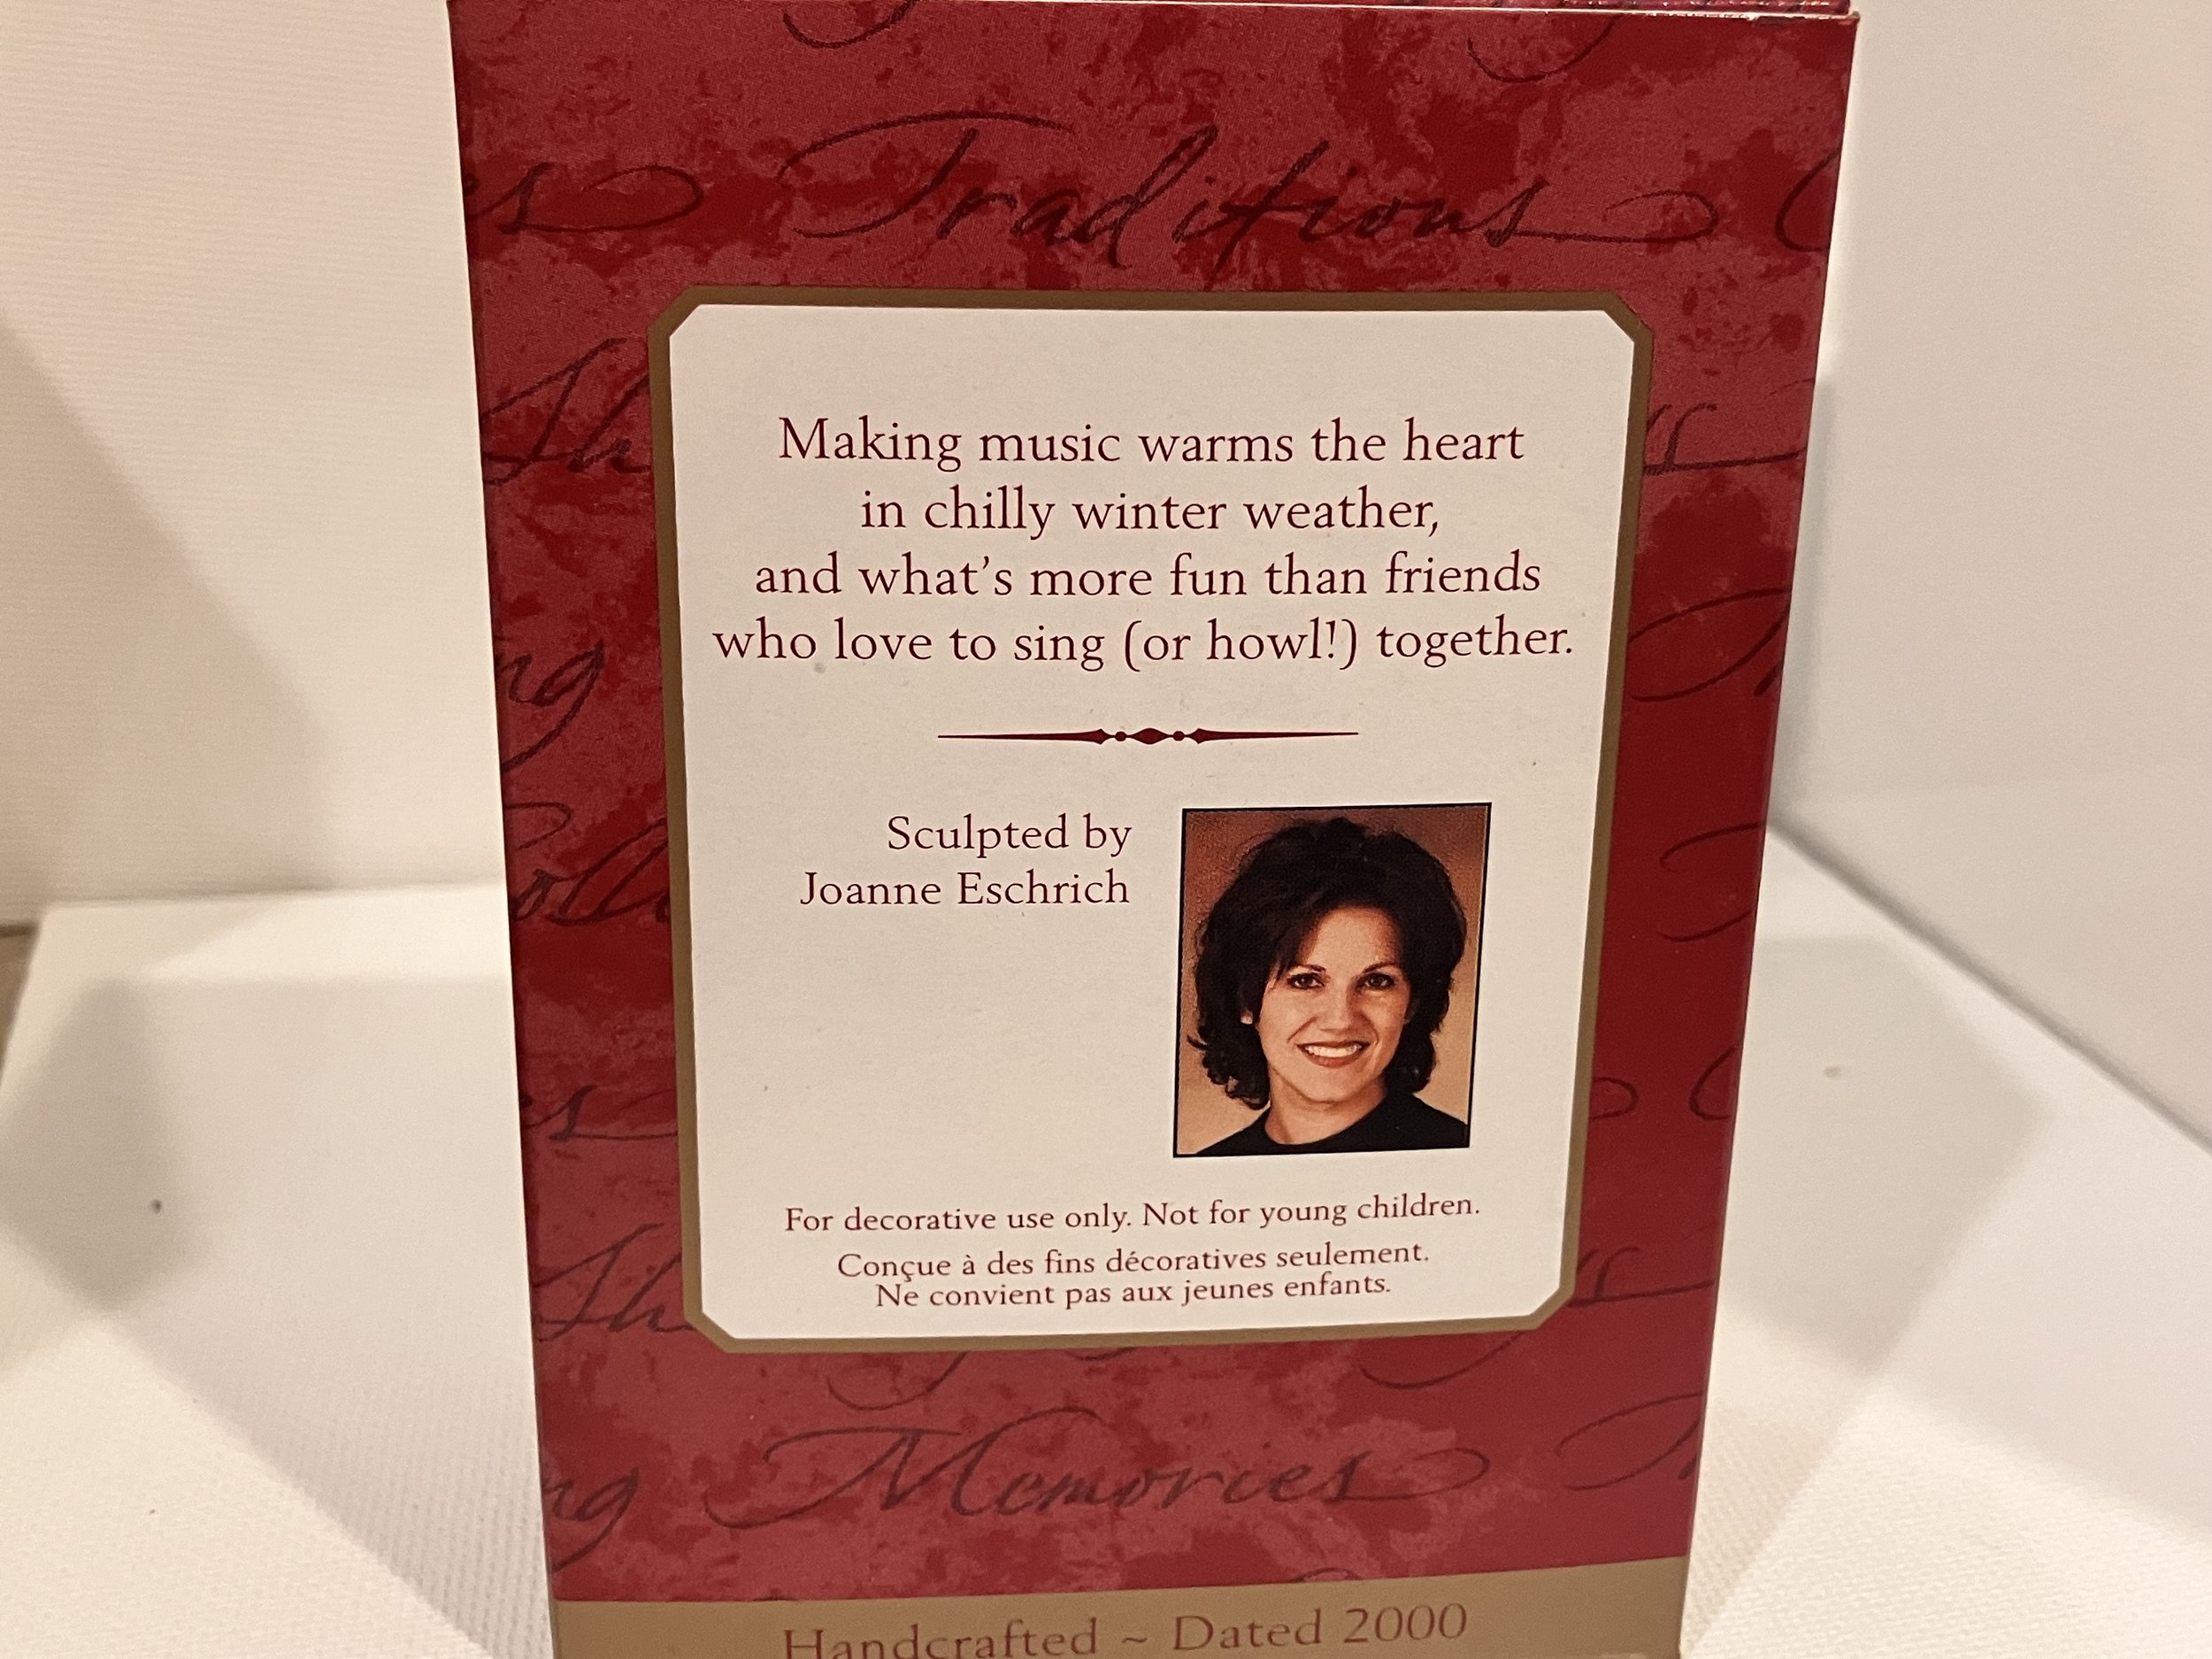 Traditions
Making music warms the heart
in chilly winter weather,
and what's more fun than friends
who love to sing (or howl!) together.
Sculpted by
Joanne Eschrich
For decorative use only. Not for young children.
Conçue à des fins décoratives seulement.
Ne convient pas aux jeunes enfants.
Memories
Handcrafted ~ Dated 2000